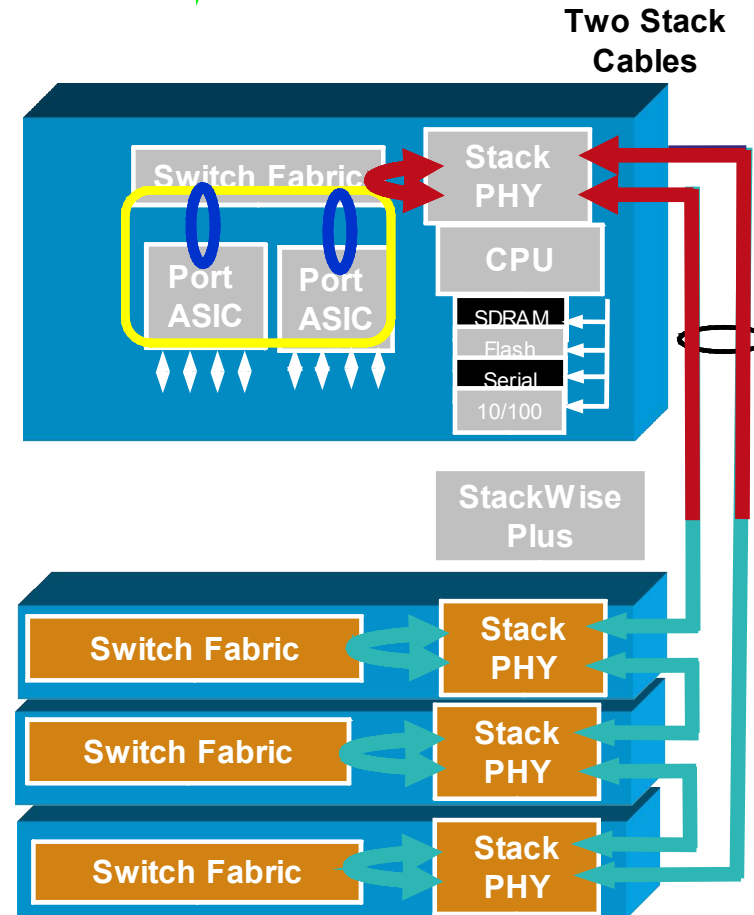 Two Stack
Cables
Switch Fabric
Stack
PHY
CPU
Port
ASIC
Port
ASIC
SDRAM
Flash
Serial
10/100
StackWise
Plus
Switch Fabric
Stack
PHY
Switch Fabric
Stack
PHY
Switch Fabric
Stack
PHY